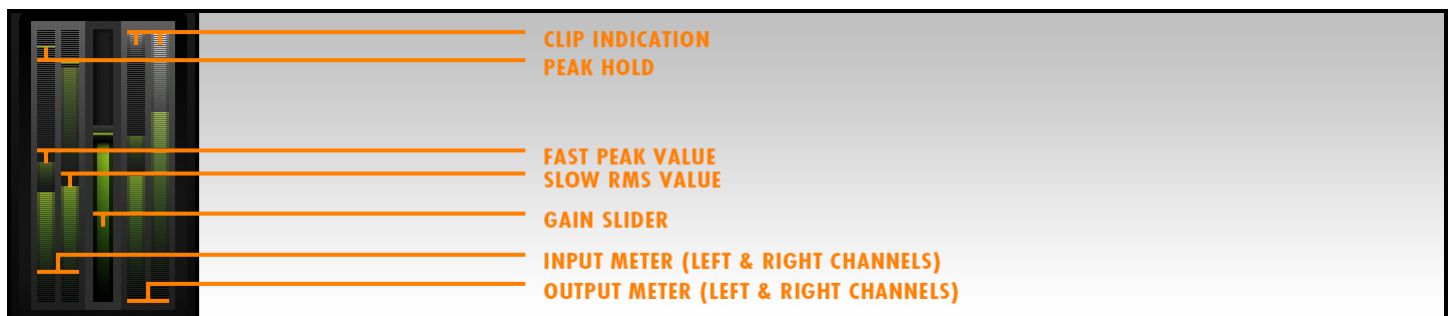 CLIP INDICATION
PEAK HOLD
FAST PEAK VALUE
SLOW RMS VALUE
GAIN SLIDER
INPUT METER (LEFT & RIGHT CHANNELS)
OUTPUT METER (LEFT & RIGHT CHANNELS)